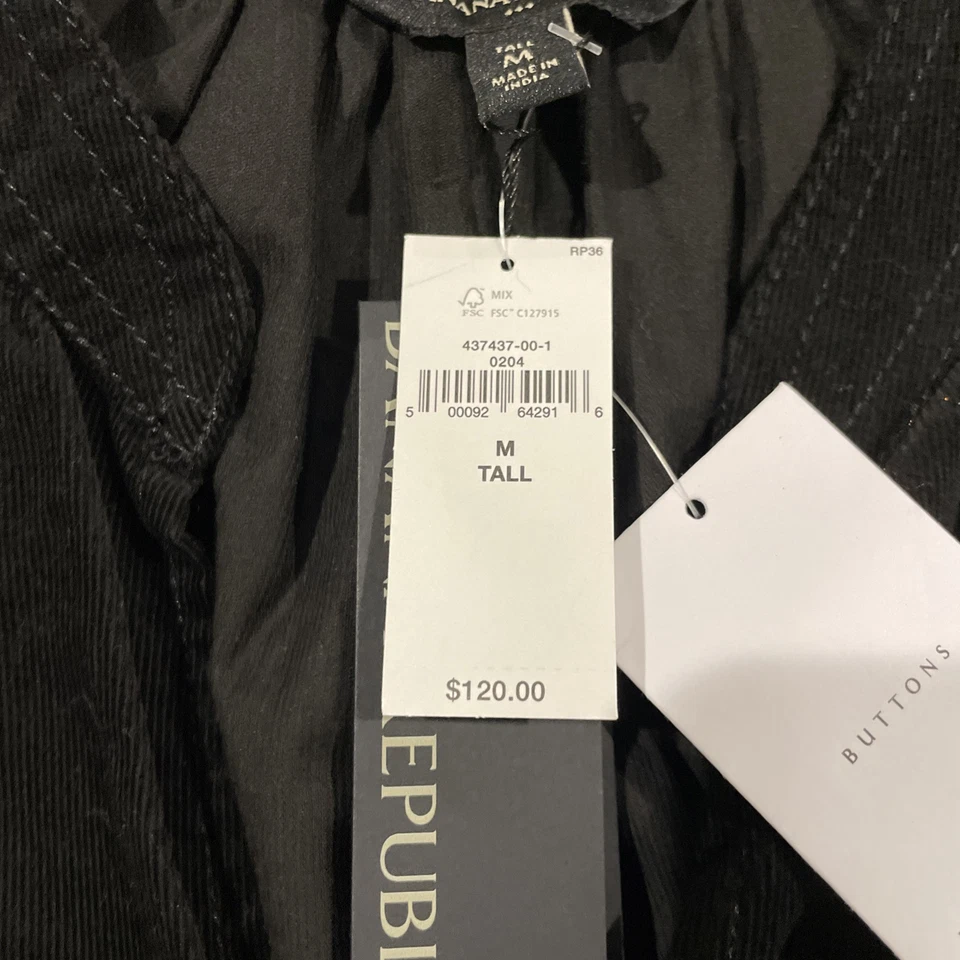 TALL
M
MADE IN
INDIA
RP36
MIX
FSC
FSC™ C127915
437437-00-1
0204
5 00092 64291 6
M
TALL
$120.00
REPUBL
BUTTONS